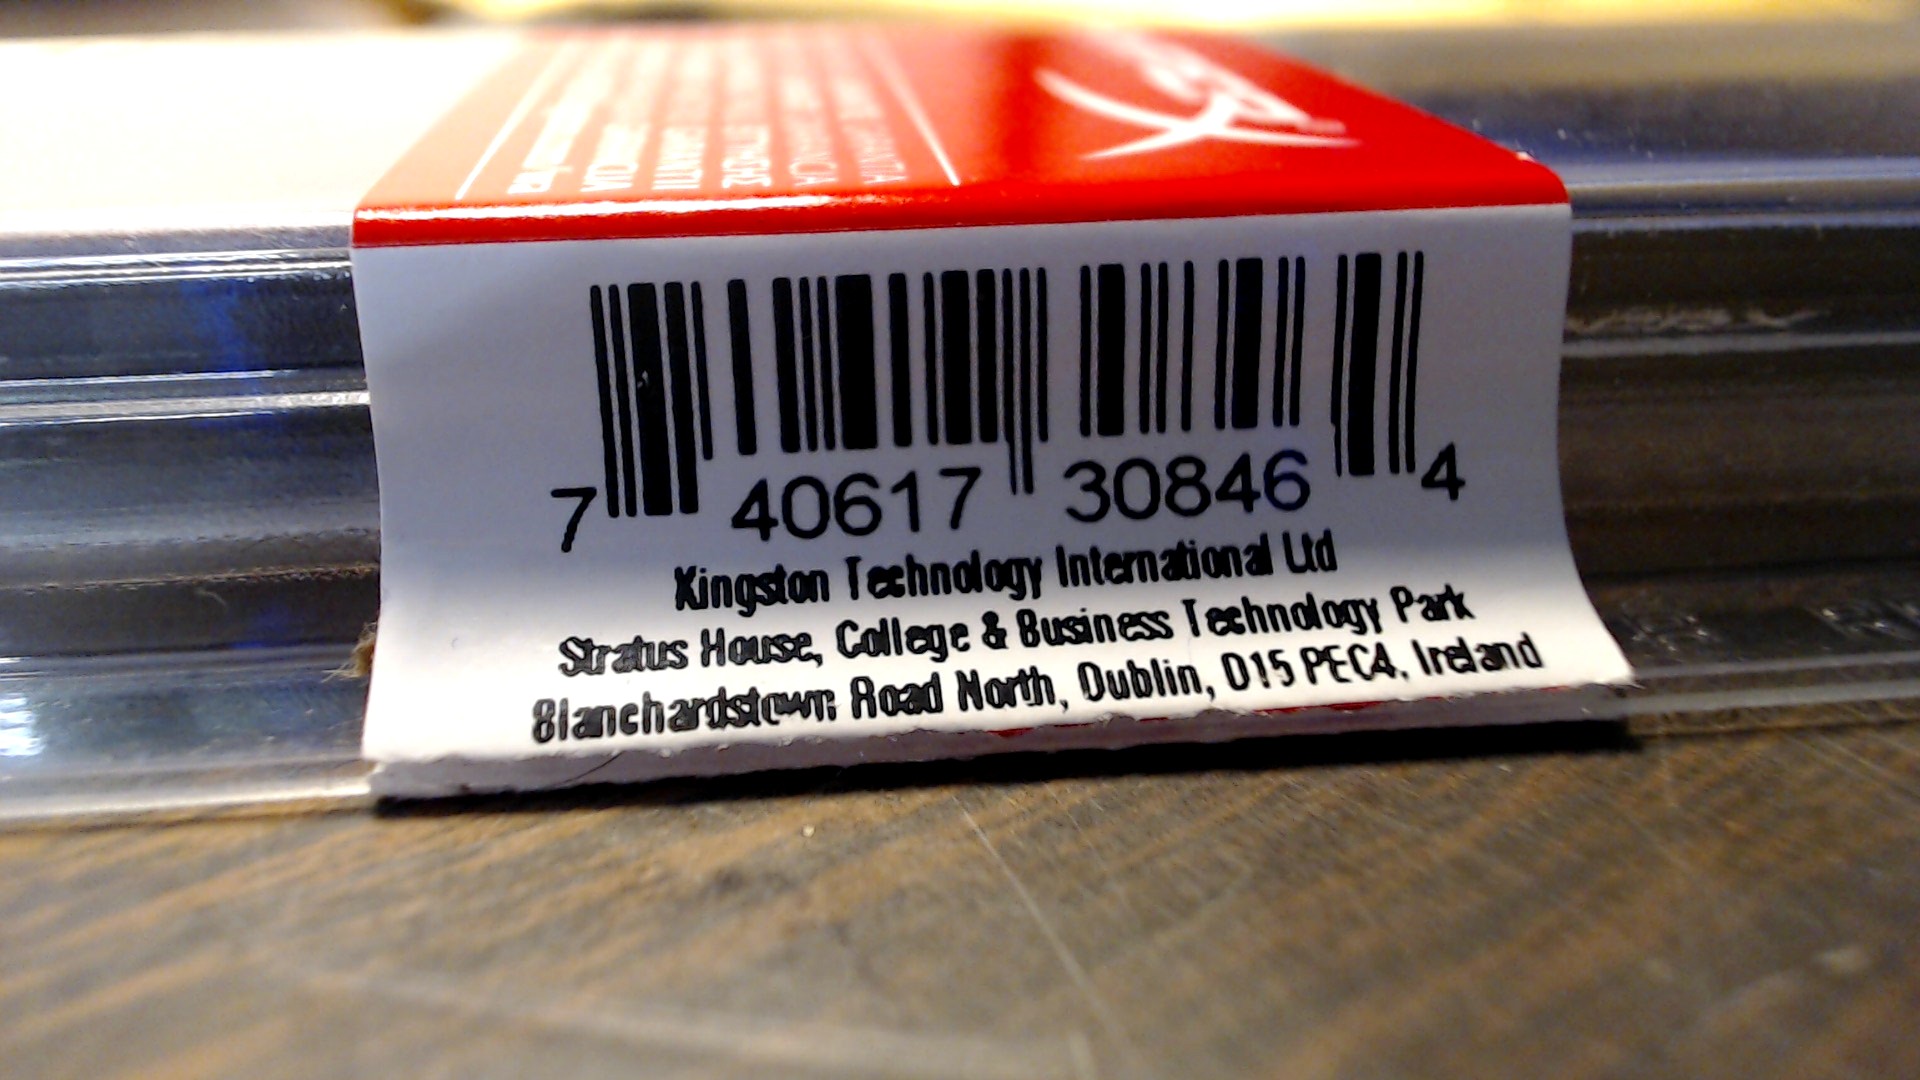 GARANTIA
7 40617 30846 4
Kingston Technology International Ltd
Stratus House, College & Business Technology Park
Blanchardstown Road North, Dublin, D15 PEC4, Ireland